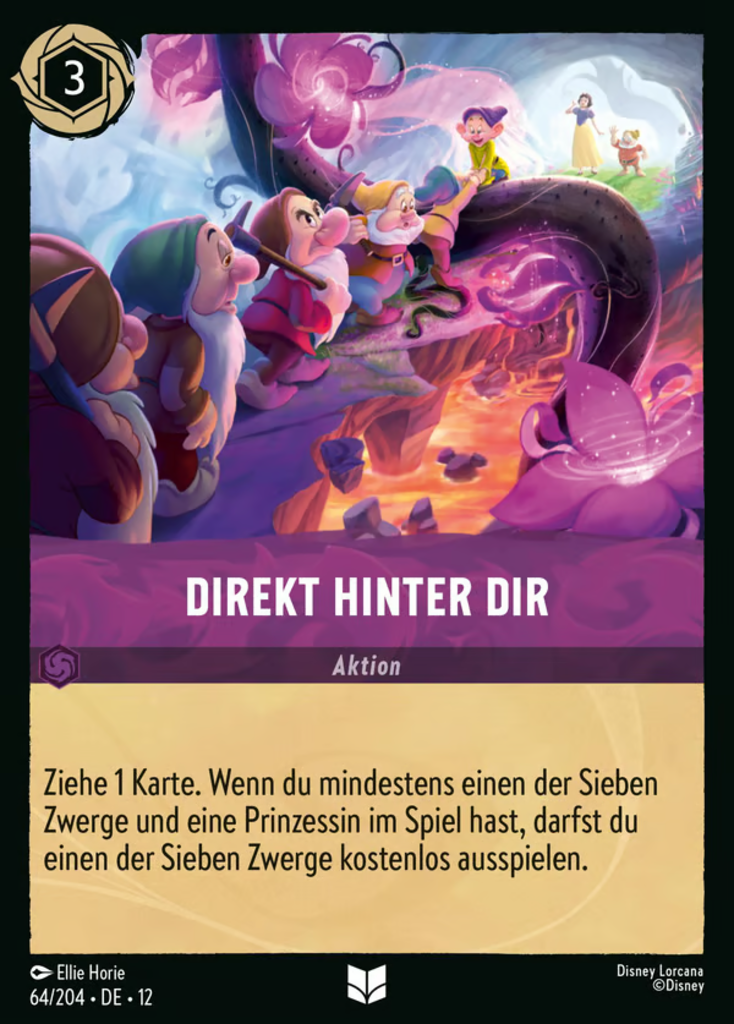 3
DIREKT HINTER DIR
Aktion
Ziehe 1 Karte. Wenn du mindestens einen der Sieben
Zwerge und eine Prinzessin im Spiel hast, darfst du
einen der Sieben Zwerge kostenlos ausspielen.
Ellie Horie
64/204 • DE • 12
Disney Lorcana
©Disney